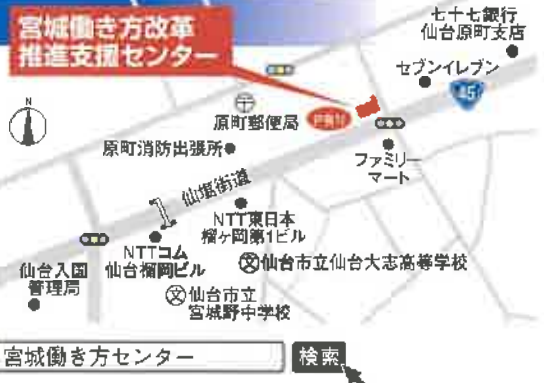 宮城働き方改革
推進支援センター
七十七銀行
仙台原町支店
セブンイレブン
45
N
原町郵便局
原町消防出張所
ファミリー
マート
仙塩街道
NTT東日本
榴ヶ岡第1ビル
NTTコム
仙台榴岡ビル
文仙台市立仙台大志高等学校
仙台入国
管理局
文仙台市立
宮城野中学校
宮城働き方センター
検索